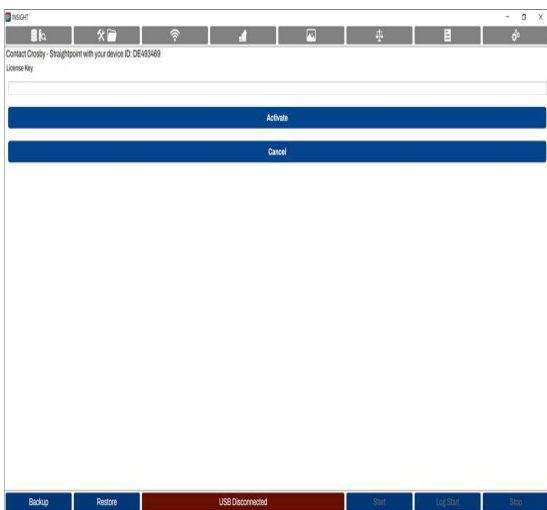 INSIGHT
Contact Crosby - Straightpoint with your device ID: DE493469
License Key
Activate
Cancel
Backup Restore USB Disconnected Start Log Start Stop